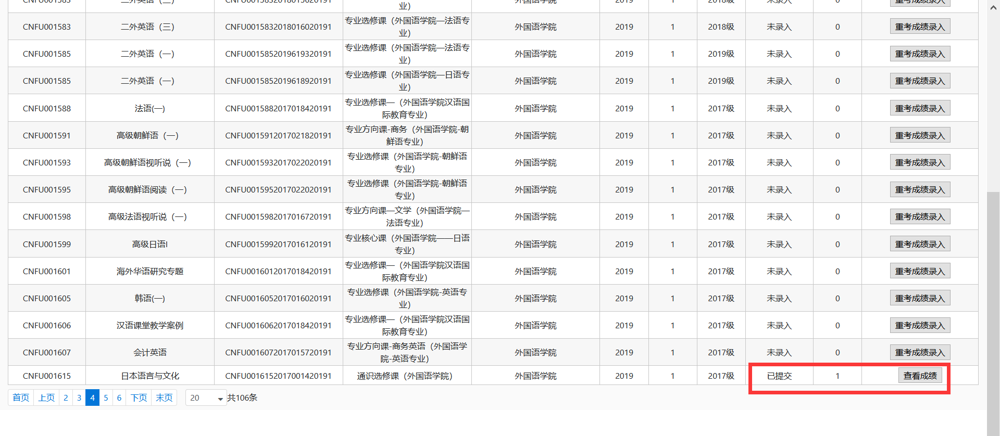 CNFU001583 二外英语（三） CNFU0015832018015620191 业） 外国语学院 2019 1 2018级 未录入 0 重考成绩录入
CNFU001583 二外英语（三） CNFU0015832018016020191 专业选修课（外国语学院—法语专业） 外国语学院 2019 1 2018级 未录入 0 重考成绩录入
CNFU001585 二外英语（一） CNFU0015852019619320191 专业选修课（外国语学院—法语专业） 外国语学院 2019 1 2019级 未录入 0 重考成绩录入
CNFU001585 二外英语（一） CNFU0015852019618920191 专业选修课（外国语学院—日语专业） 外国语学院 2019 1 2019级 未录入 0 重考成绩录入
CNFU001588 法语(一) CNFU0015882017018420191 专业选修课—（外国语学院汉语国际教育专业） 外国语学院 2019 1 2017级 未录入 0 重考成绩录入
CNFU001591 高级朝鲜语（一） CNFU0015912017021820191 专业方向课-商务（外国语学院-朝鲜语专业） 外国语学院 2019 1 2017级 未录入 0 重考成绩录入
CNFU001593 高级朝鲜语视听说（一） CNFU0015932017022020191 专业选修课（外国语学院-朝鲜语专业） 外国语学院 2019 1 2017级 未录入 0 重考成绩录入
CNFU001595 高级朝鲜语阅读（一） CNFU0015952017022020191 专业选修课（外国语学院-朝鲜语专业） 外国语学院 2019 1 2017级 未录入 0 重考成绩录入
CNFU001598 高级法语视听说（一） CNFU0015982017016720191 专业方向课—文学（外国语学院—法语专业） 外国语学院 2019 1 2017级 未录入 0 重考成绩录入
CNFU001599 高级日语I CNFU0015992017016120191 专业核心课（外国语学院——日语专业） 外国语学院 2019 1 2017级 未录入 0 重考成绩录入
CNFU001601 海外华语研究专题 CNFU0016012017018420191 专业选修课—（外国语学院汉语国际教育专业） 外国语学院 2019 1 2017级 未录入 0 重考成绩录入
CNFU001605 韩语(一) CNFU0016052017016020191 专业选修课（外国语学院-英语专业） 外国语学院 2019 1 2017级 未录入 0 重考成绩录入
CNFU001606 汉语课堂教学案例 CNFU0016062017018420191 专业选修课—（外国语学院汉语国际教育专业） 外国语学院 2019 1 2017级 未录入 0 重考成绩录入
CNFU001607 会计英语 CNFU0016072017015720191 专业方向课-商务英语（外国语学院-英语专业） 外国语学院 2019 1 2017级 未录入 0 重考成绩录入
CNFU001615 日本语言与文化 CNFU0016152017001420191 通识选修课（外国语学院） 外国语学院 2019 1 2017级 已提交 1 查看成绩
首页 上页 2 3 4 5 6 下页 末页 20 共106条